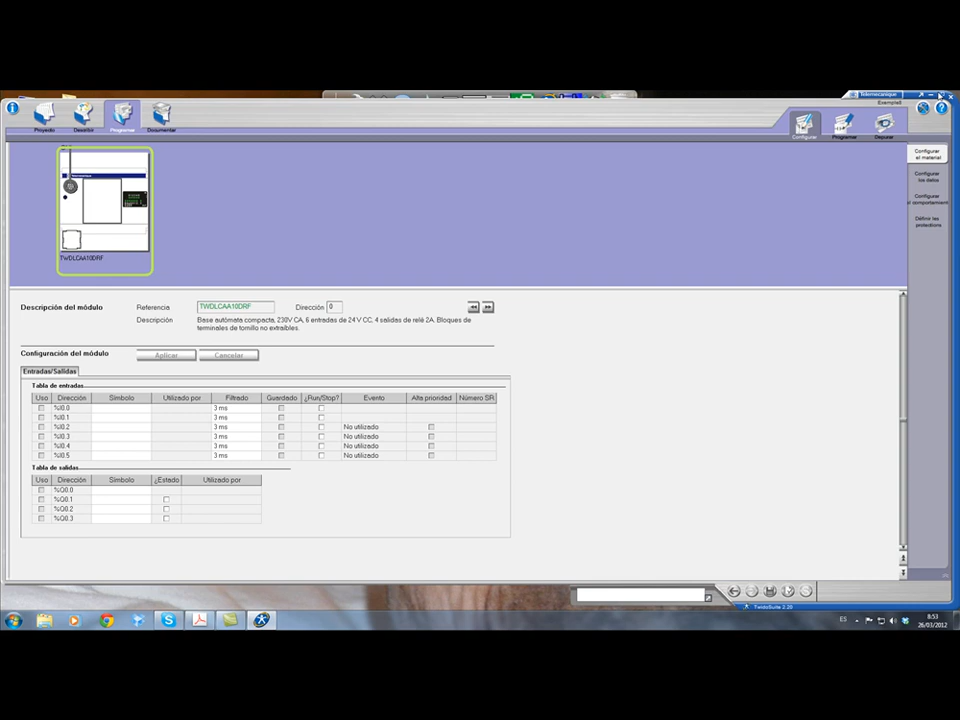 Telemecanique
Exemple8
Proyecto
Describir
Programar
Documentar
Configurar
Programar
Depurar
Configurar
el material
Configurar
los datos
Configurar
el comportamiento
Definir las
protections
Telemecanique
TWDLCAA10DRF
Descripción del módulo
Referencia
TWDLCAA10DRF
Dirección 0
Descripción
Base autómata compacta, 230V CA, 6 entradas de 24 V CC, 4 salidas de relé 2A. Bloques de
terminales de tornillo no extraíbles.
Configuración del módulo
Aplicar
Cancelar
Entradas/Salidas
Tabla de entradas
Uso Dirección Símbolo Utilizado por Filtrado Guardado ¿Run/Stop? Evento Alta prioridad Número SR
%I0.0 3 ms
%I0.1 3 ms
%I0.2 3 ms No utilizado
%I0.3 3 ms No utilizado
%I0.4 3 ms No utilizado
%I0.5 3 ms No utilizado
Tabla de salidas
Uso Dirección Símbolo ¿Estado Utilizado por
%Q0.0
%Q0.1
%Q0.2
%Q0.3
TwidoSuite 2.20
ES
8:53
26/03/2012